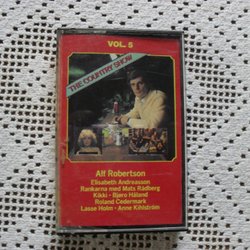 VOL. 5
THE COUNTRY SHOW
Alf Robertson
Elisabeth Andreasson
Rankarna med Mats Rådberg
Kikki - Bjøro Håland
Roland Cedermark
Lasse Holm - Anne Kihlström